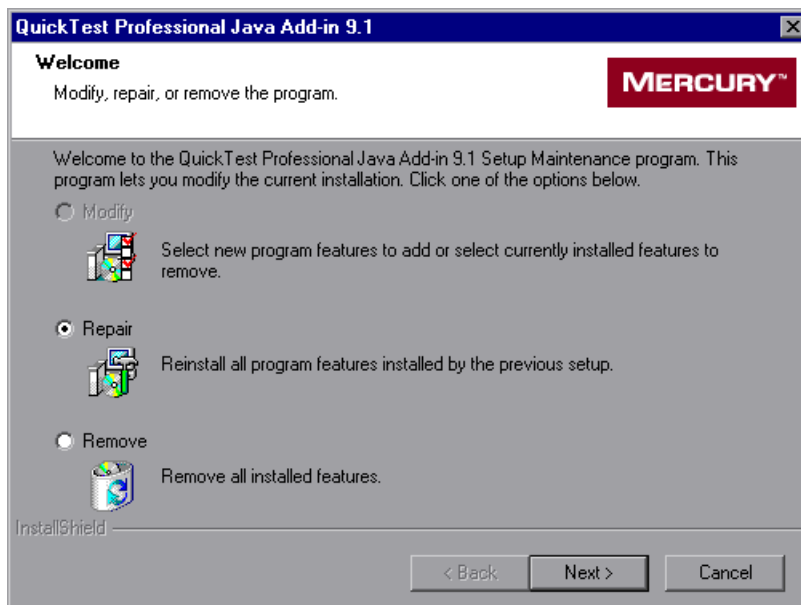 QuickTest Professional Java Add-in 9.1
Welcome
Modify, repair, or remove the program.
MERCURY™
Welcome to the QuickTest Professional Java Add-in 9.1 Setup Maintenance program. This
program lets you modify the current installation. Click one of the options below.
Modify
Select new program features to add or select currently installed features to
remove.
Repair
Reinstall all program features installed by the previous setup.
Remove
Remove all installed features.
InstallShield
< Back
Next >
Cancel